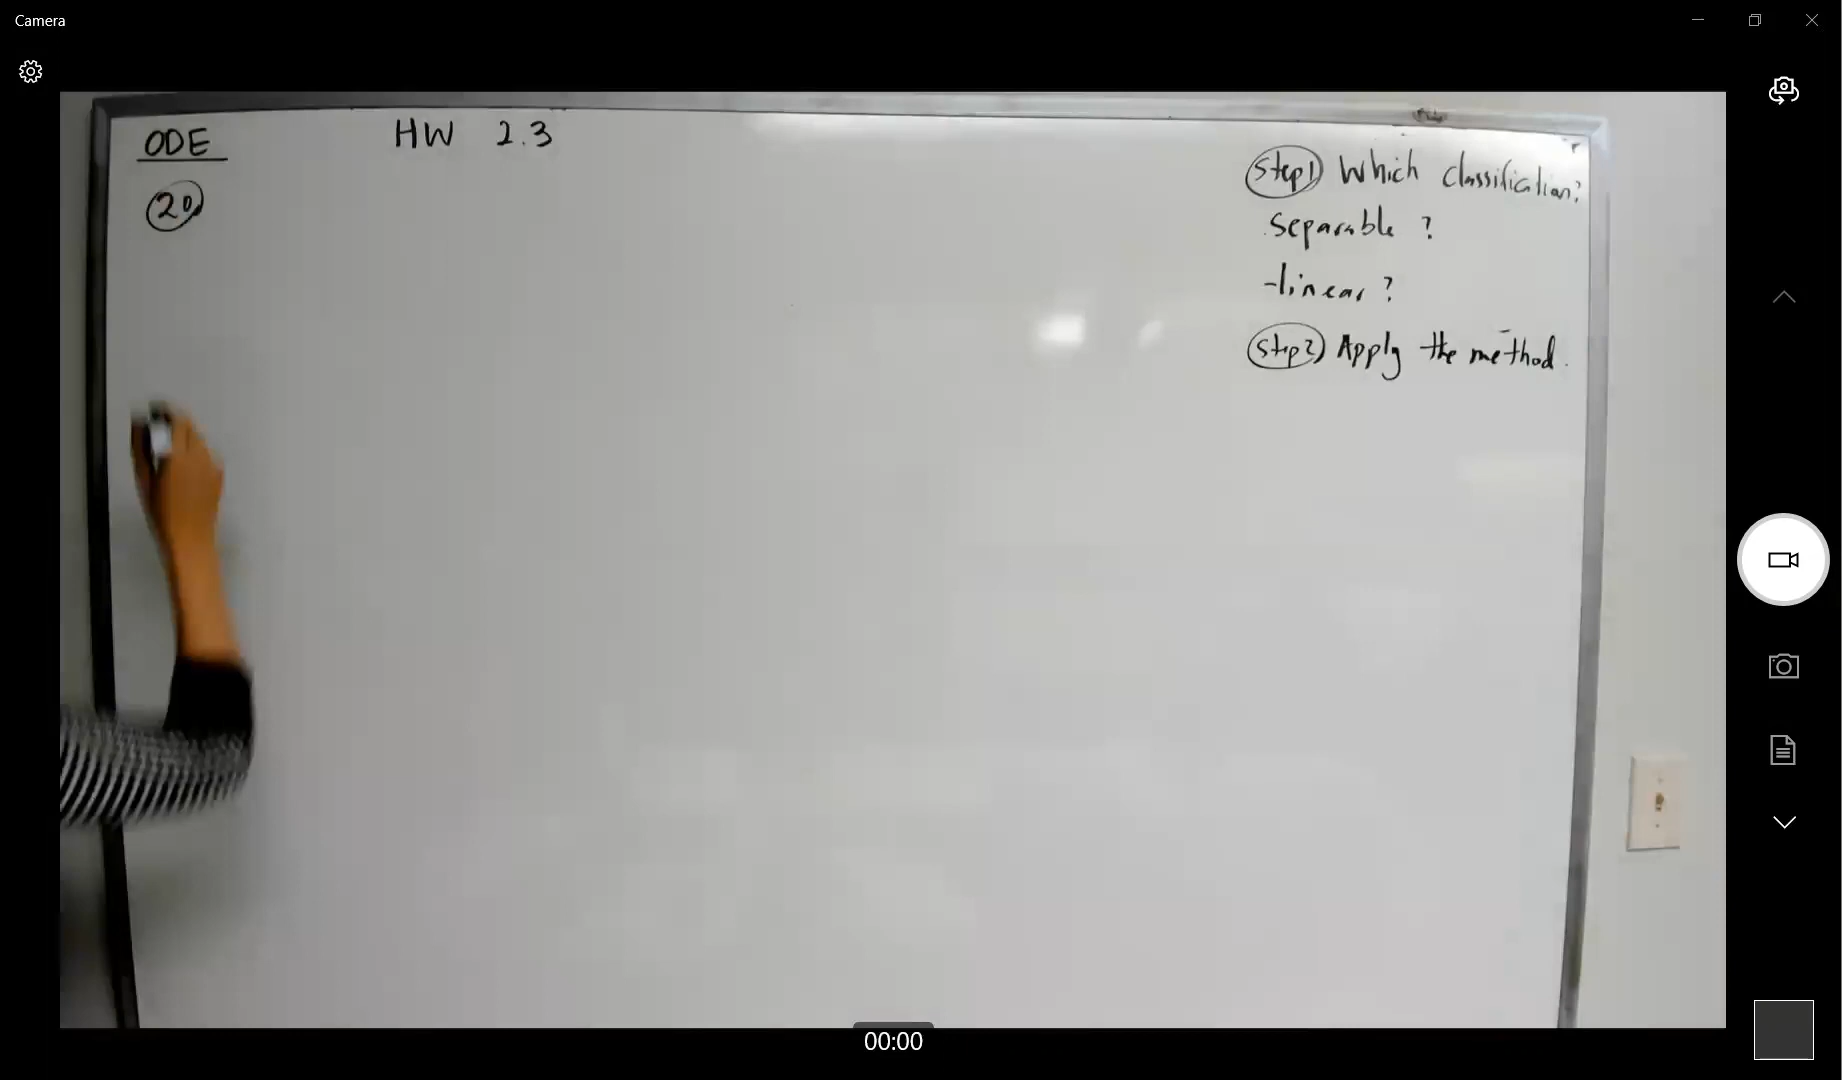 Camera
ODE HW 2.3
20
Step1 Which classification?
separable ?
-linear ?
Step2 Apply the method.
00:00